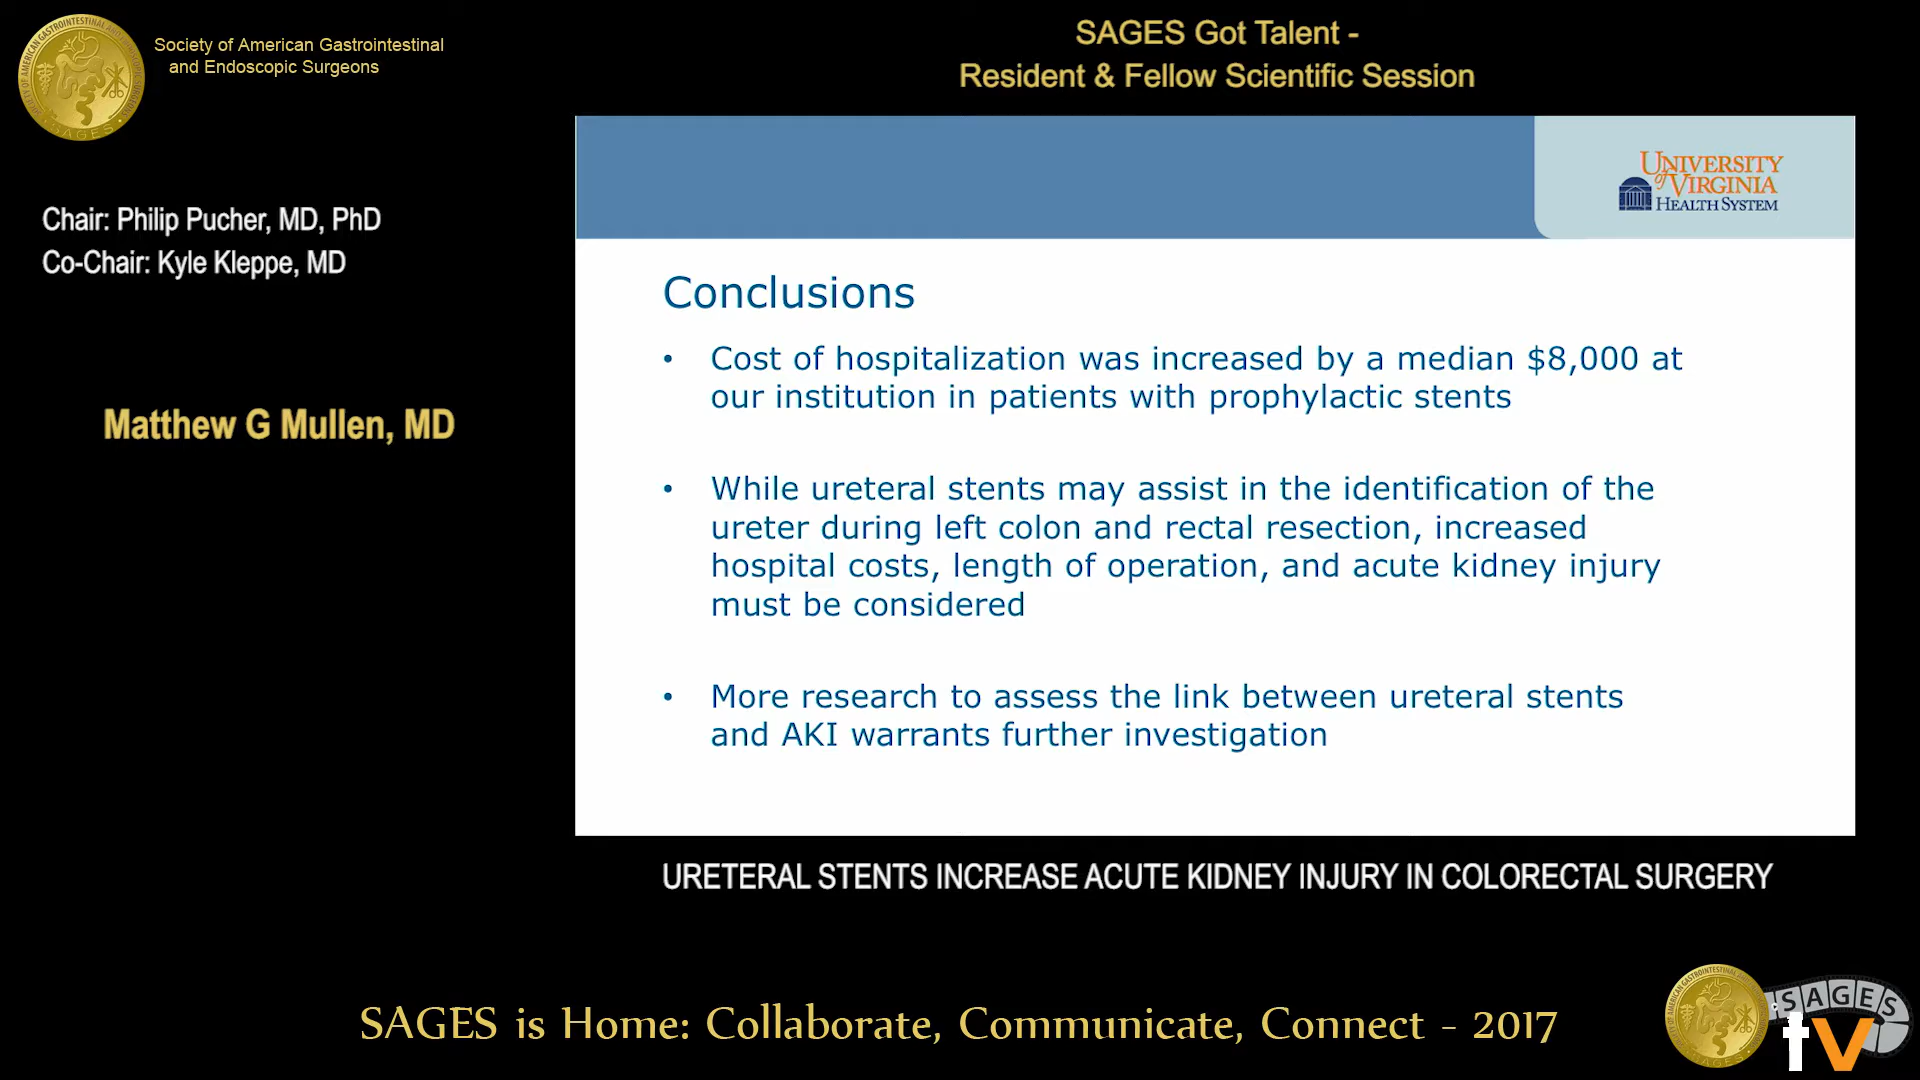 Society of American Gastrointestinal
and Endoscopic Surgeons
SAGES Got Talent -
Resident & Fellow Scientific Session
Chair: Philip Pucher, MD, PhD
Co-Chair: Kyle Kleppe, MD
Matthew G Mullen, MD
UNIVERSITY
of VIRGINIA
HEALTH SYSTEM
Conclusions
• Cost of hospitalization was increased by a median $8,000 at
our institution in patients with prophylactic stents
• While ureteral stents may assist in the identification of the
ureter during left colon and rectal resection, increased
hospital costs, length of operation, and acute kidney injury
must be considered
• More research to assess the link between ureteral stents
and AKI warrants further investigation
URETERAL STENTS INCREASE ACUTE KIDNEY INJURY IN COLORECTAL SURGERY
SAGES is Home: Collaborate, Communicate, Connect - 2017
SAGES
tv